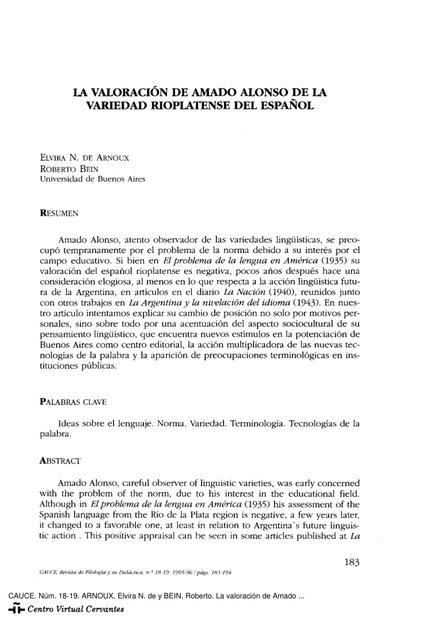 LA VALORACIÓN DE AMADO ALONSO DE LA
VARIEDAD RIOPLATENSE DEL ESPAÑOL
ELVIRA N. DE ARNOUX
ROBERTO BEIN
Universidad de Buenos Aires
RESUMEN
Amado Alonso, atento observador de las variedades lingüísticas, se preo-
cupó tempranamente por el problema de la norma debido a su interés por el
campo educativo. Si bien en El problema de la lengua en América (1935) su
valoración del español rioplatense es negativa, pocos años después hace una
consideración elogiosa, al menos en lo que respecta a la acción lingüística futu-
ra de la Argentina, en artículos en el diario La Nación (1940), reunidos junto
con otros trabajos en La Argentina y la nivelación del idioma (1943). En nues-
tro artículo intentamos explicar su cambio de posición no solo por motivos per-
sonales, sino sobre todo por una acentuación del aspecto sociocultural de su
pensamiento lingüístico, que encuentra nuevos estímulos en la potenciación de
Buenos Aires como centro editorial, la acción multiplicadora de las nuevas tec-
nologías de la palabra y la aparición de preocupaciones terminológicas en ins-
tituciones públicas.
PALABRAS CLAVE
Ideas sobre el lenguaje. Norma. Variedad. Terminología. Tecnologías de la
palabra.
ABSTRACT
Amado Alonso, careful observer of linguistic varieties, was early concerned
with the problem of the norm, due to his interest in the educational field.
Although in El problema de la lengua en América (1935) his assessment of the
Spanish language from the Río de la Plata region is negative, a few years later,
it changed to a favorable one, at least in relation to Argentina´s future linguis-
tic action . This positive appraisal can be seen in some articles published at La
183
CAUCE, Revista de Filología y su Didáctica, n.º 18-19. 1995-96 / págs. 183-194
CAUCE. Núm. 18-19. ARNOUX, Elvira N. de y BEIN, Roberto. La valoración de Amado ...
Centro Virtual Cervantes